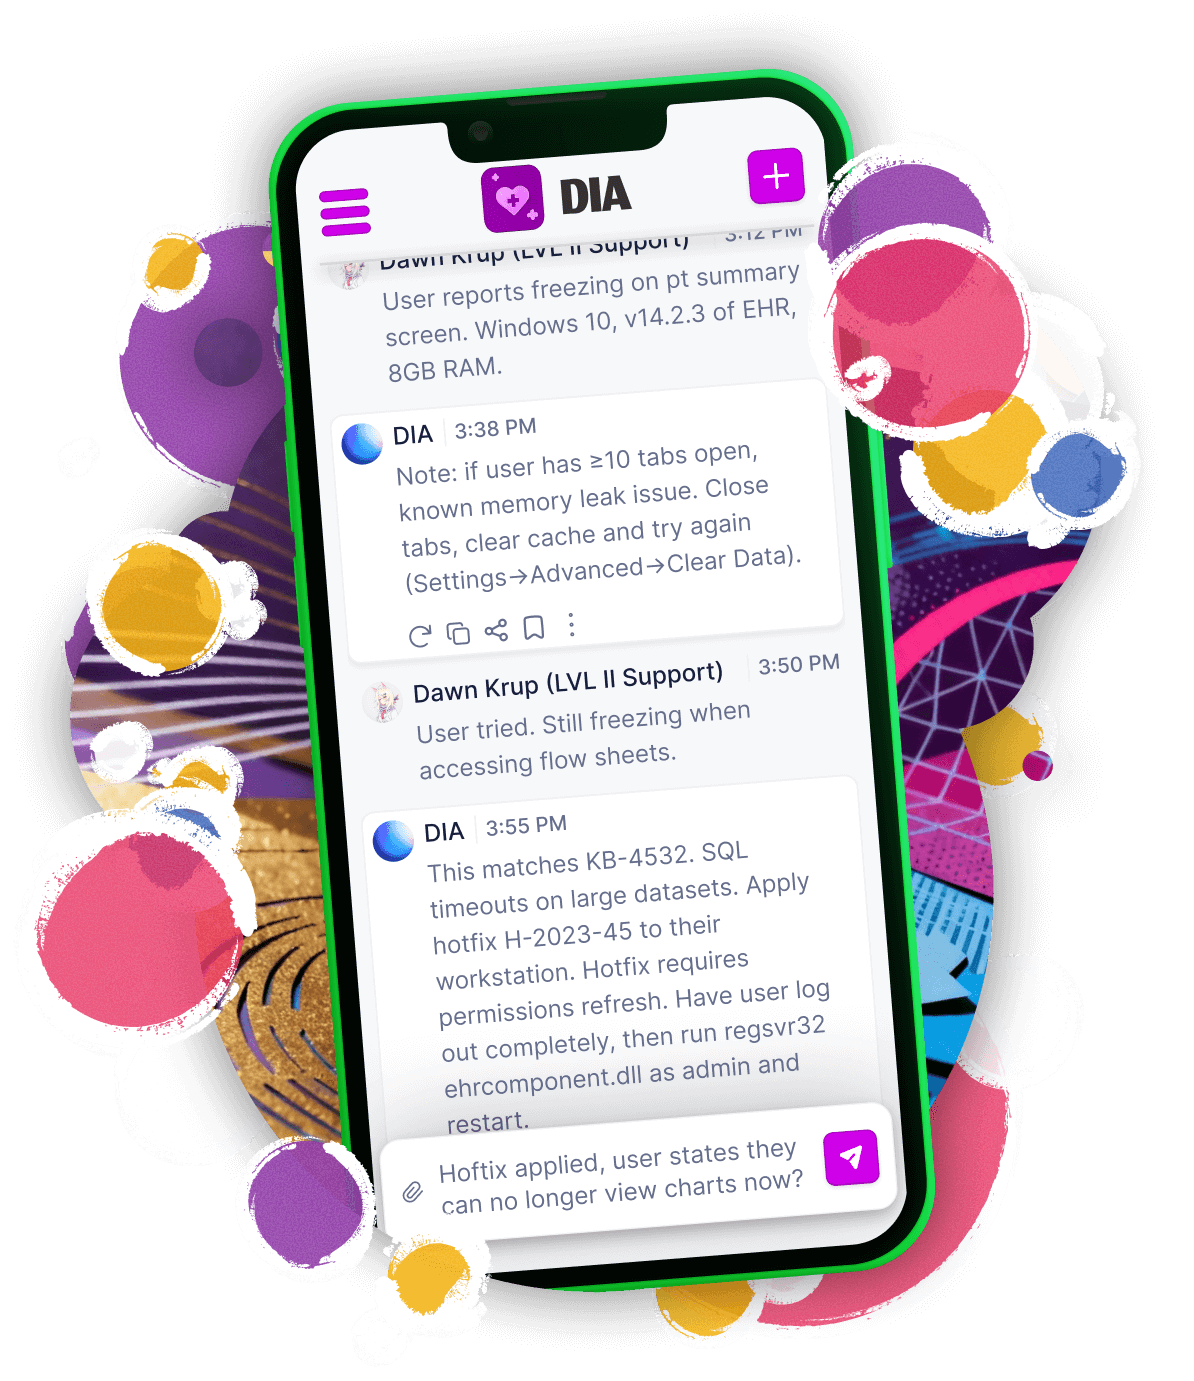 DIA
Dawn Krup (LVL II Support) 3:12 PM
User reports freezing on pt summary
screen. Windows 10, v14.2.3 of EHR,
8GB RAM.
DIA 3:38 PM
Note: if user has ≥10 tabs open,
known memory leak issue. Close
tabs, clear cache and try again
(Settings→Advanced→Clear Data).
Dawn Krup (LVL II Support) 3:50 PM
User tried. Still freezing when
accessing flow sheets.
DIA 3:55 PM
This matches KB-4532. SQL
timeouts on large datasets. Apply
hotfix H-2023-45 to their
workstation. Hotfix requires
permissions refresh. Have user log
out completely, then run regsvr32
ehrcomponent.dll as admin and
restart.
Hoftix applied, user states they
can no longer view charts now?